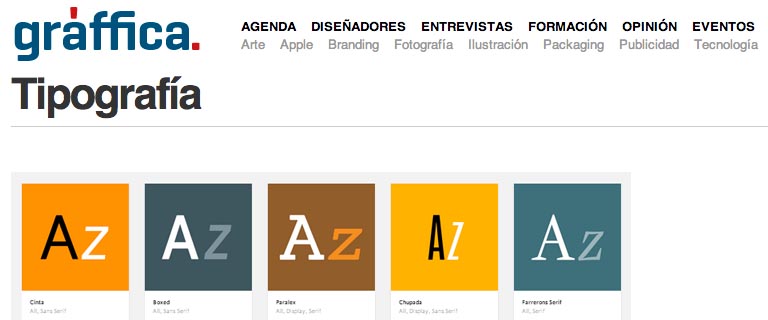 gràffica.
AGENDA DISEÑADORES ENTREVISTAS FORMACIÓN OPINIÓN EVENTOS
Arte Apple Branding Fotografía Ilustración Packaging Publicidad Tecnología
Tipografía
Az Az Az Az Az
Cinta Boxed Paralex Chupada Farrerons Serif
All, Sans Serif All, Sans Serif All, Display, Serif All, Display, Sans Serif All, Serif